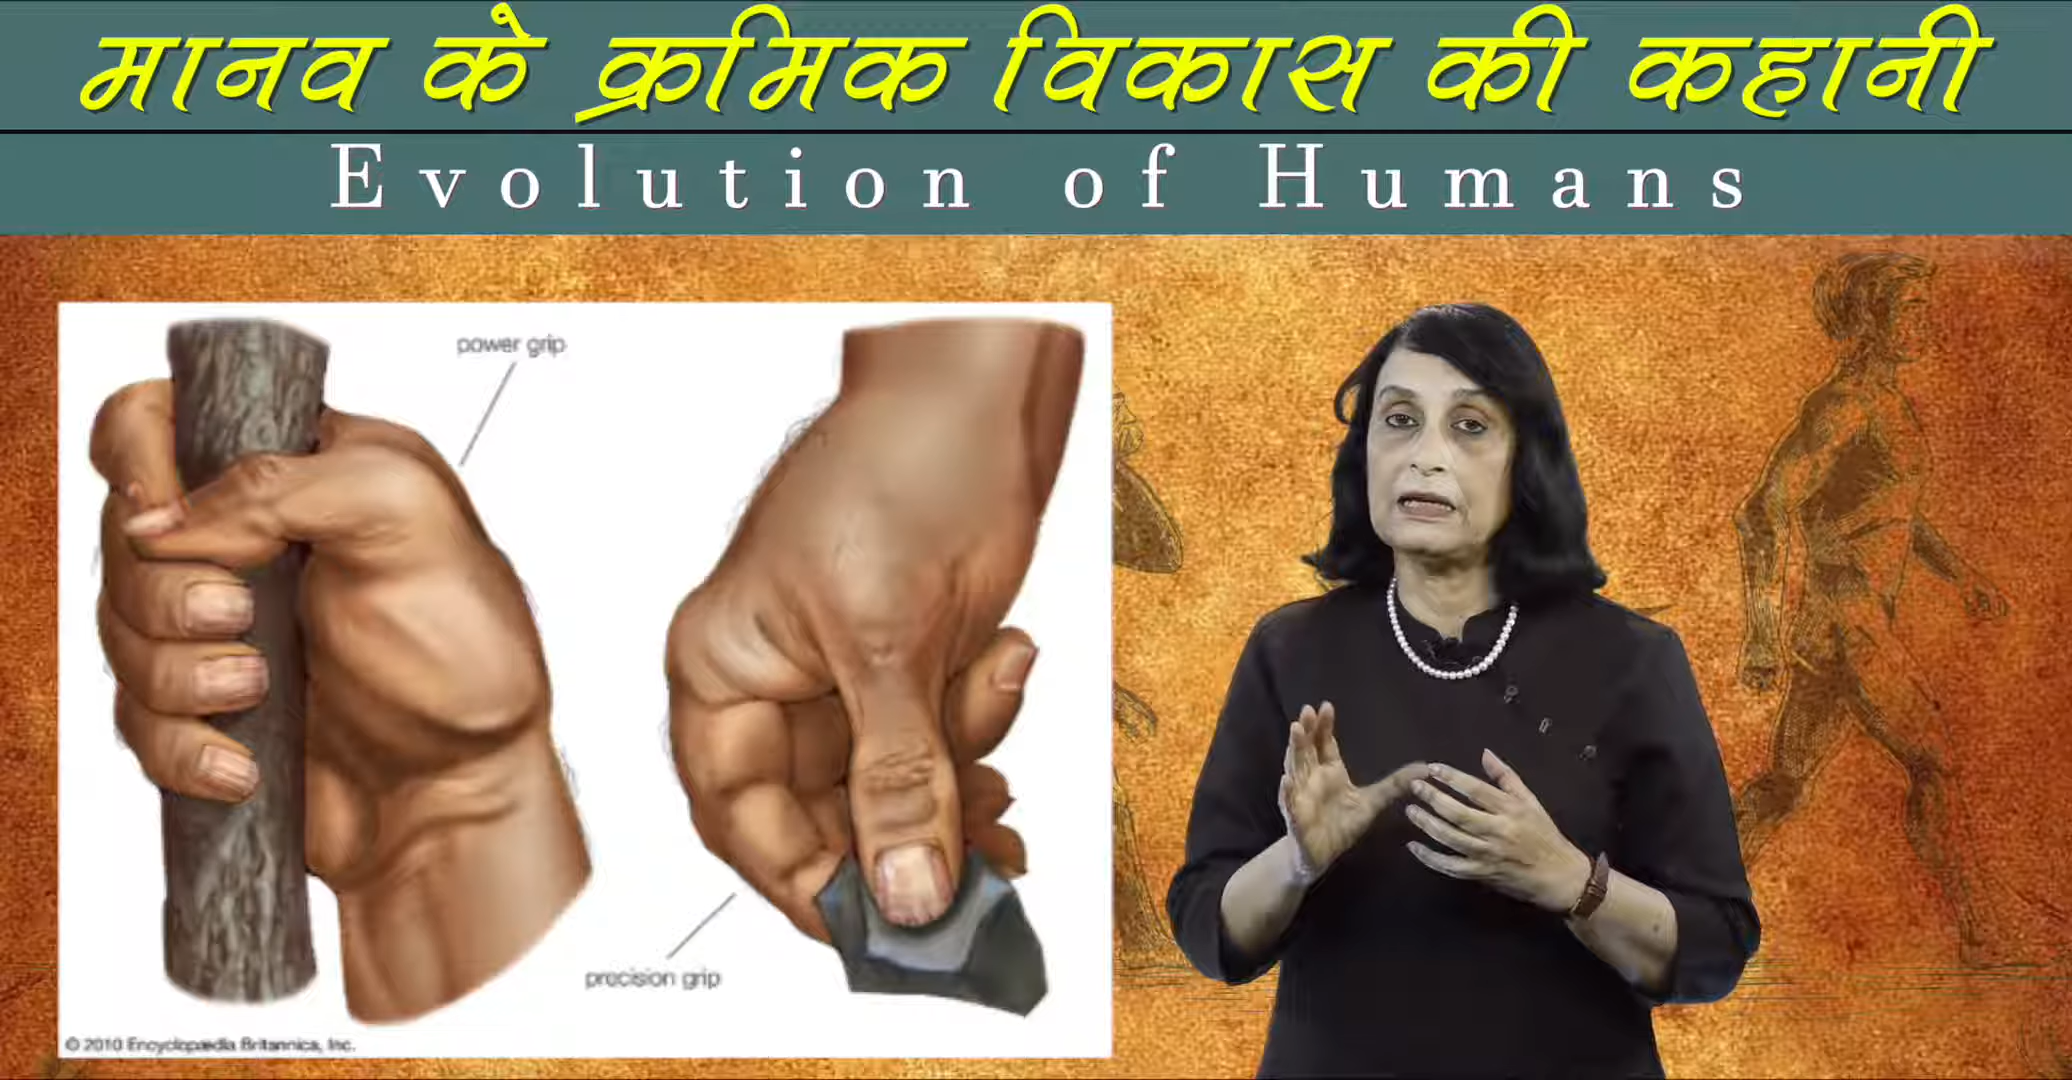 मानव के क्रमिक विकास की कहानी
Evolution of Humans
power grip
precision grip
© 2010 Encyclopædia Britannica, Inc.